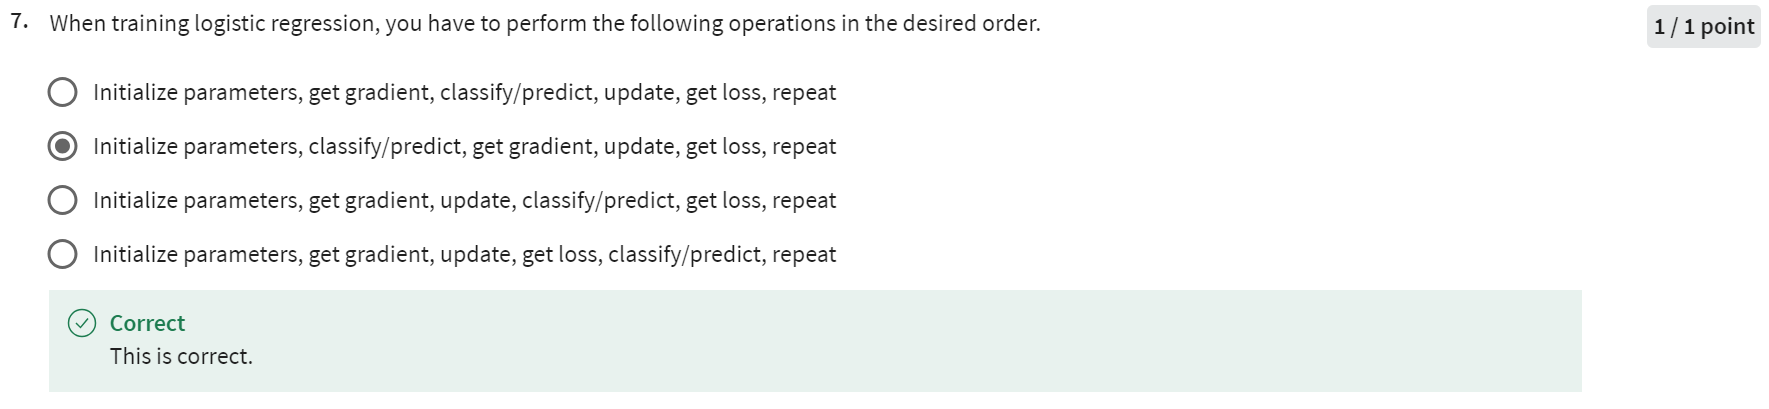 7. When training logistic regression, you have to perform the following operations in the desired order.
1 / 1 point
Initialize parameters, get gradient, classify/predict, update, get loss, repeat
Initialize parameters, classify/predict, get gradient, update, get loss, repeat
Initialize parameters, get gradient, update, classify/predict, get loss, repeat
Initialize parameters, get gradient, update, get loss, classify/predict, repeat
Correct
This is correct.